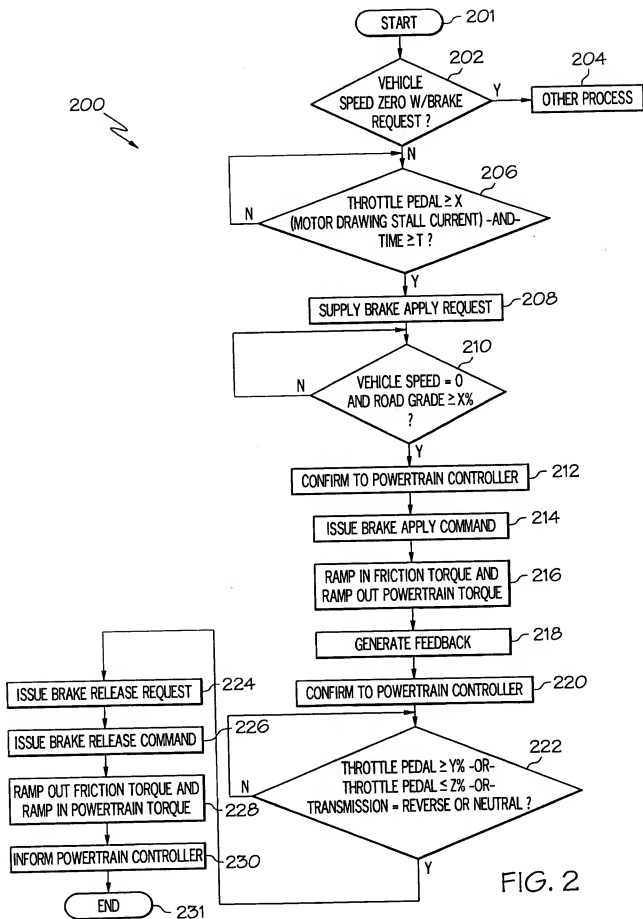 START
201
202
VEHICLE
SPEED ZERO W/BRAKE
REQUEST ?
Y
204
OTHER PROCESS
200
N
206
THROTTLE PEDAL ≥ X
(MOTOR DRAWING STALL CURRENT) -AND-
TIME ≥ T ?
N
Y
SUPPLY BRAKE APPLY REQUEST
208
210
VEHICLE SPEED = 0
AND ROAD GRADE ≥ X%
?
N
Y
CONFIRM TO POWERTRAIN CONTROLLER
212
ISSUE BRAKE APPLY COMMAND
214
RAMP IN FRICTION TORQUE AND
RAMP OUT POWERTRAIN TORQUE
216
GENERATE FEEDBACK
218
CONFIRM TO POWERTRAIN CONTROLLER
220
222
THROTTLE PEDAL ≥ Y% -OR-
THROTTLE PEDAL ≤ Z% -OR-
TRANSMISSION = REVERSE OR NEUTRAL ?
N
Y
ISSUE BRAKE RELEASE REQUEST
224
ISSUE BRAKE RELEASE COMMAND
226
RAMP OUT FRICTION TORQUE AND
RAMP IN POWERTRAIN TORQUE
228
INFORM POWERTRAIN CONTROLLER
230
END
231
FIG. 2